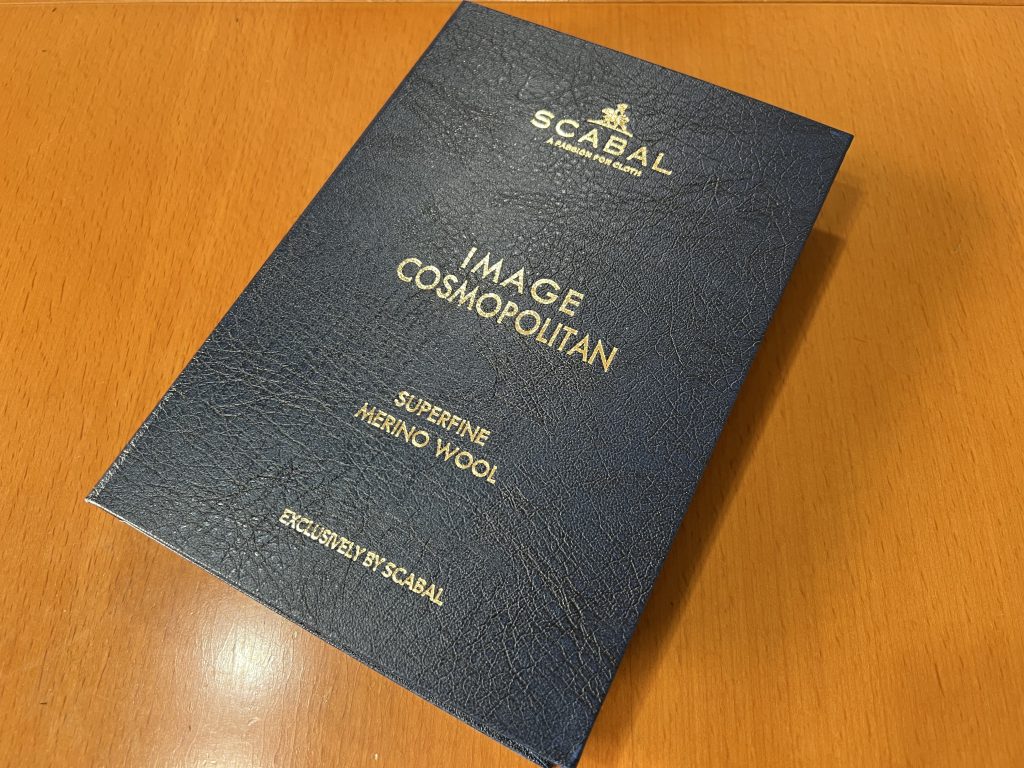 SCABAL
A PASSION FOR CLOTH
IMAGE
COSMOPOLITAN
SUPERFINE
MERINO WOOL
EXCLUSIVELY BY SCABAL